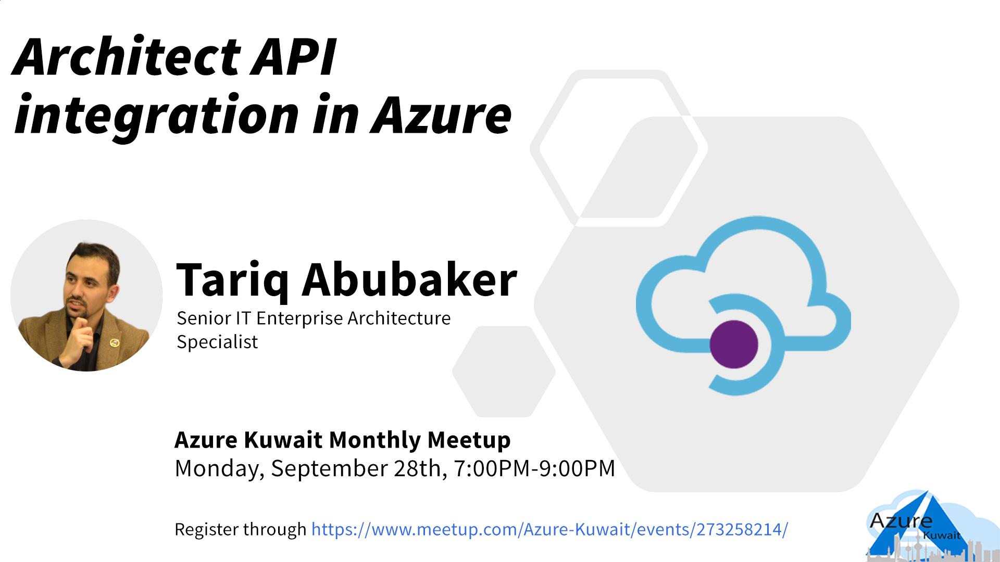 Architect API
integration in Azure
Tariq Abubaker
Senior IT Enterprise Architecture
Specialist
Azure Kuwait Monthly Meetup
Monday, September 28th, 7:00PM-9:00PM
Register through https://www.meetup.com/Azure-Kuwait/events/273258214/
Azure
Kuwait